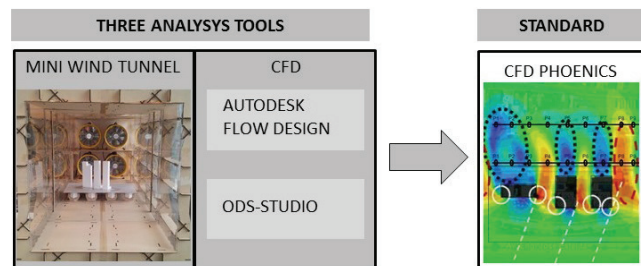 THREE ANALYSYS TOOLS
STANDARD
MINI WIND TUNNEL
CFD
AUTODESK
FLOW DESIGN
ODS-STUDIO
CFD PHOENICS